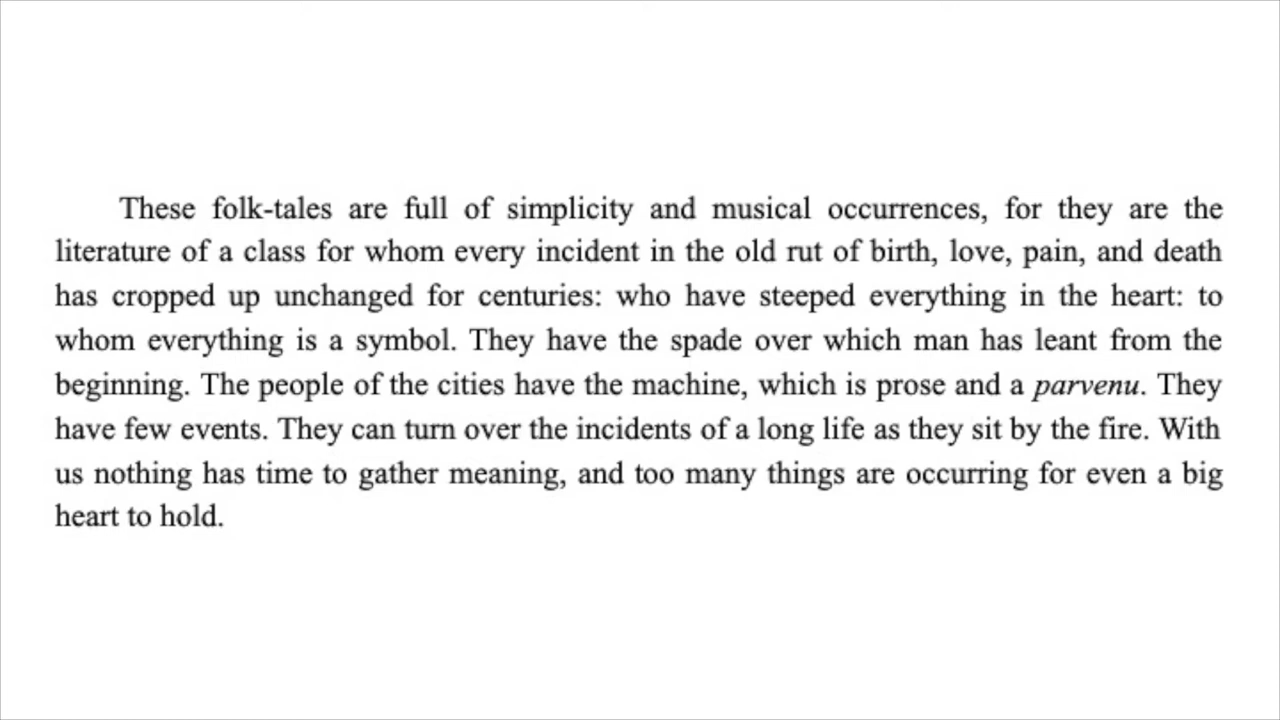 These folk-tales are full of simplicity and musical occurrences, for they are the
literature of a class for whom every incident in the old rut of birth, love, pain, and death
has cropped up unchanged for centuries: who have steeped everything in the heart: to
whom everything is a symbol. They have the spade over which man has leant from the
beginning. The people of the cities have the machine, which is prose and a parvenu. They
have few events. They can turn over the incidents of a long life as they sit by the fire. With
us nothing has time to gather meaning, and too many things are occurring for even a big
heart to hold.